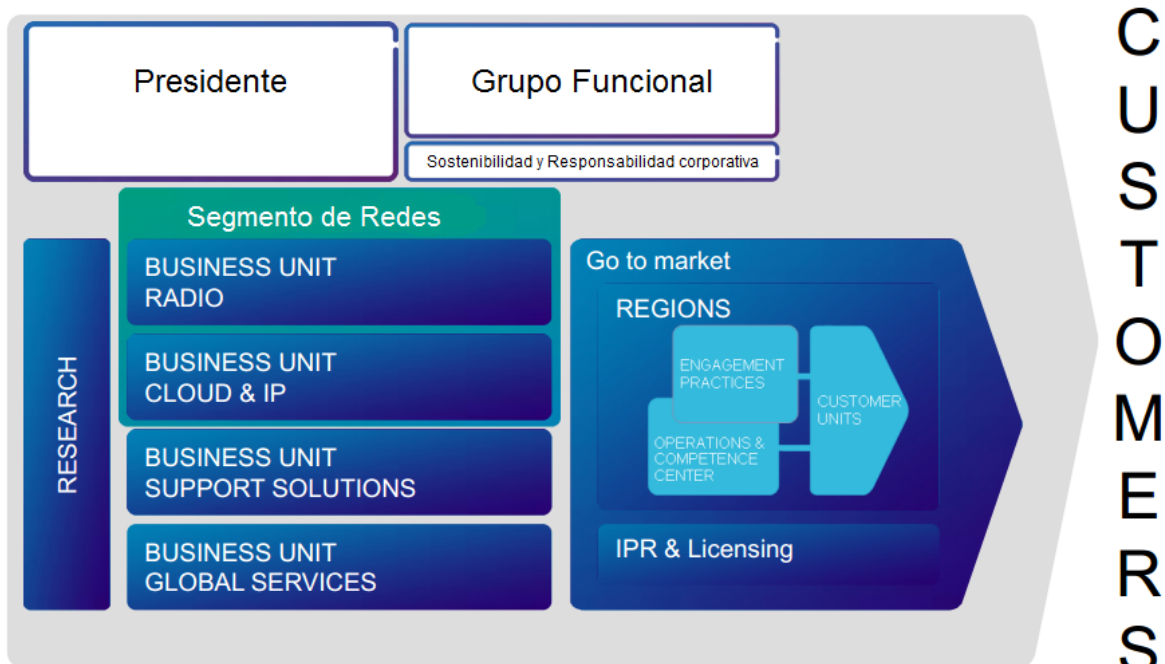 Presidente
Grupo Funcional
Sostenibilidad y Responsabilidad corporativa
Segmento de Redes
RESEARCH
BUSINESS UNIT
RADIO
BUSINESS UNIT
CLOUD & IP
BUSINESS UNIT
SUPPORT SOLUTIONS
BUSINESS UNIT
GLOBAL SERVICES
Go to market
REGIONS
ENGAGEMENT
PRACTICES
OPERATIONS &
COMPETENCE
CENTER
CUSTOMER
UNITS
IPR & Licensing
CUSTOMERS